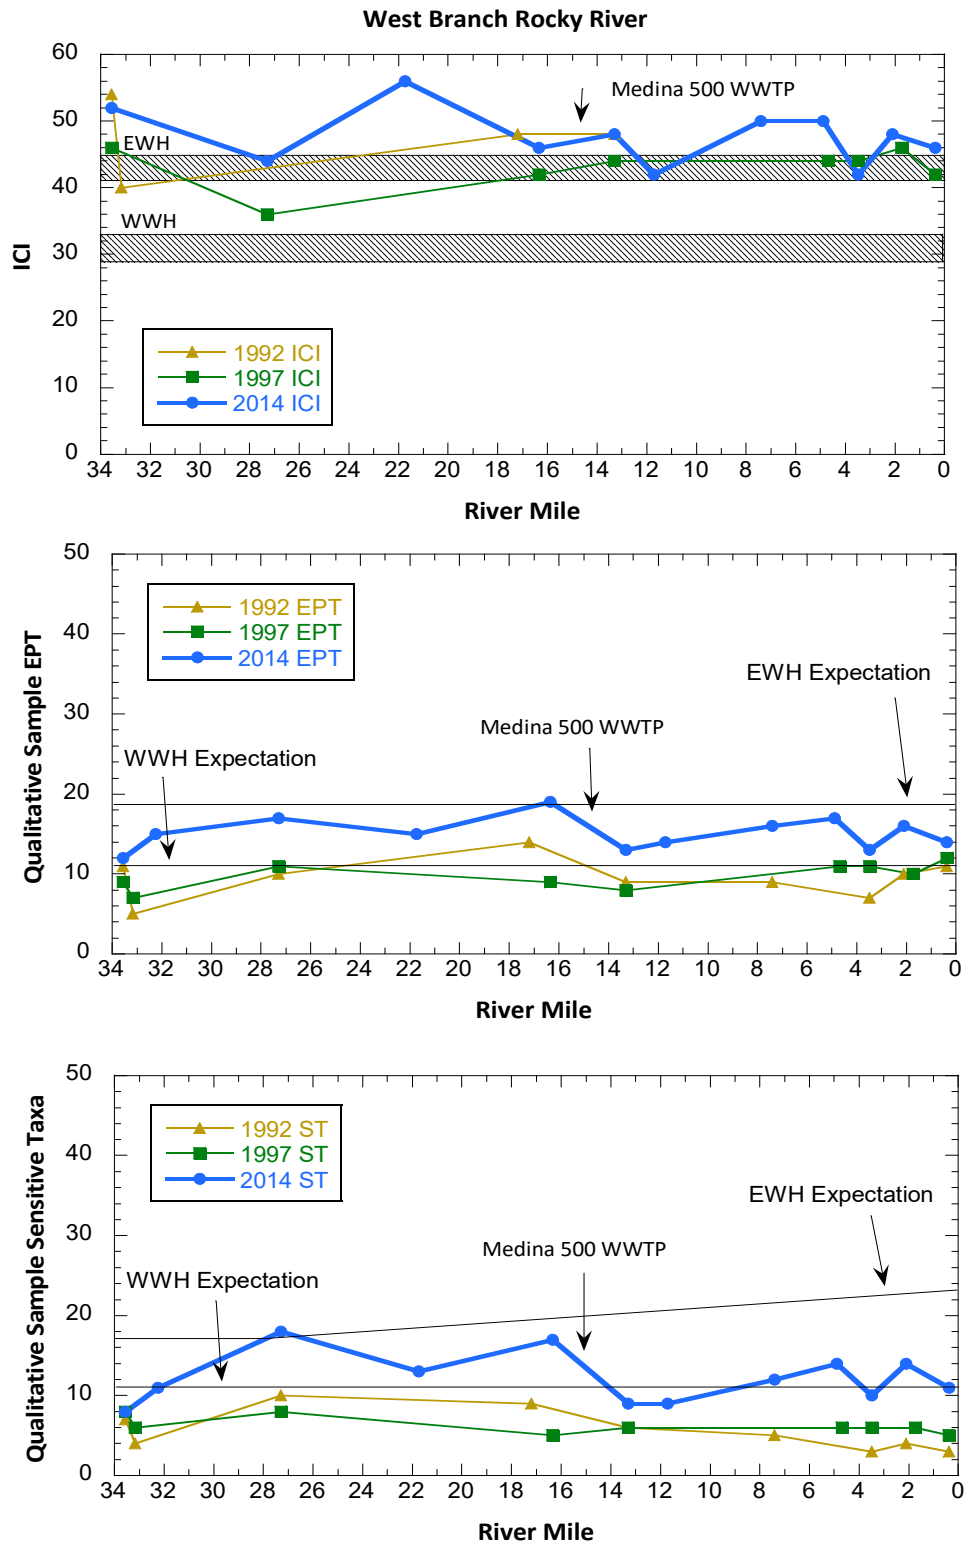 West Branch Rocky River
60
50
40
30
20
10
0
ICI
EWH
WWH
Medina 500 WWTP
1992 ICI
1997 ICI
2014 ICI
34 32 30 28 26 24 22 20 18 16 14 12 10 8 6 4 2 0
River Mile
50
40
30
20
10
0
Qualitative Sample EPT
1992 EPT
1997 EPT
2014 EPT
EWH Expectation
Medina 500 WWTP
WWH Expectation
34 32 30 28 26 24 22 20 18 16 14 12 10 8 6 4 2 0
River Mile
50
40
30
20
10
0
Qualitative Sample Sensitive Taxa
1992 ST
1997 ST
2014 ST
EWH Expectation
Medina 500 WWTP
WWH Expectation
34 32 30 28 26 24 22 20 18 16 14 12 10 8 6 4 2 0
River Mile